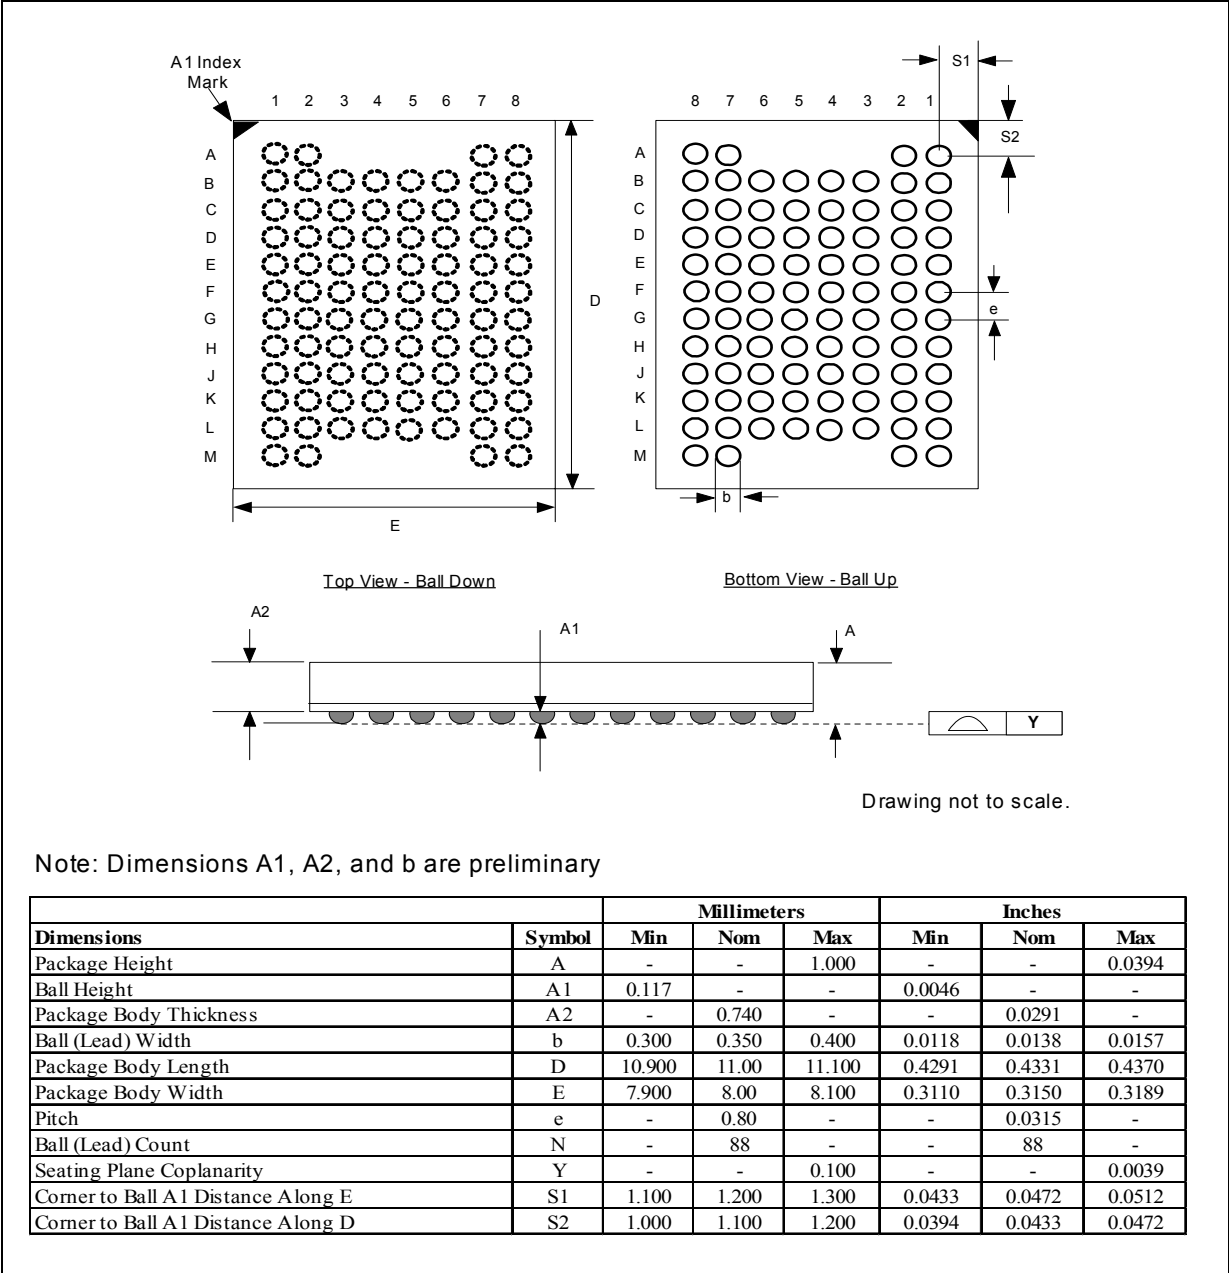 A1 Index
Mark
1 2 3 4 5 6 7 8
8 7 6 5 4 3 2 1
S1
S2
A
B
C
D
E
F
G
H
J
K
L
M
D
E
A
B
C
D
E
F
G
H
J
K
L
M
e
b
Top View - Ball Down
Bottom View - Ball Up
A2
A1
A
Y
Drawing not to scale.
Note: Dimensions A1, A2, and b are preliminary
Millimeters Inches
Dimensions Symbol Min Nom Max Min Nom Max
Package Height A - - 1.000 - - 0.0394
Ball Height A1 0.117 - - 0.0046 - -
Package Body Thickness A2 - 0.740 - - 0.0291 -
Ball (Lead) Width b 0.300 0.350 0.400 0.0118 0.0138 0.0157
Package Body Length D 10.900 11.00 11.100 0.4291 0.4331 0.4370
Package Body Width E 7.900 8.00 8.100 0.3110 0.3150 0.3189
Pitch e - 0.80 - - 0.0315 -
Ball (Lead) Count N - 88 - - 88 -
Seating Plane Coplanarity Y - - 0.100 - - 0.0039
Corner to Ball A1 Distance Along E S1 1.100 1.200 1.300 0.0433 0.0472 0.0512
Corner to Ball A1 Distance Along D S2 1.000 1.100 1.200 0.0394 0.0433 0.0472